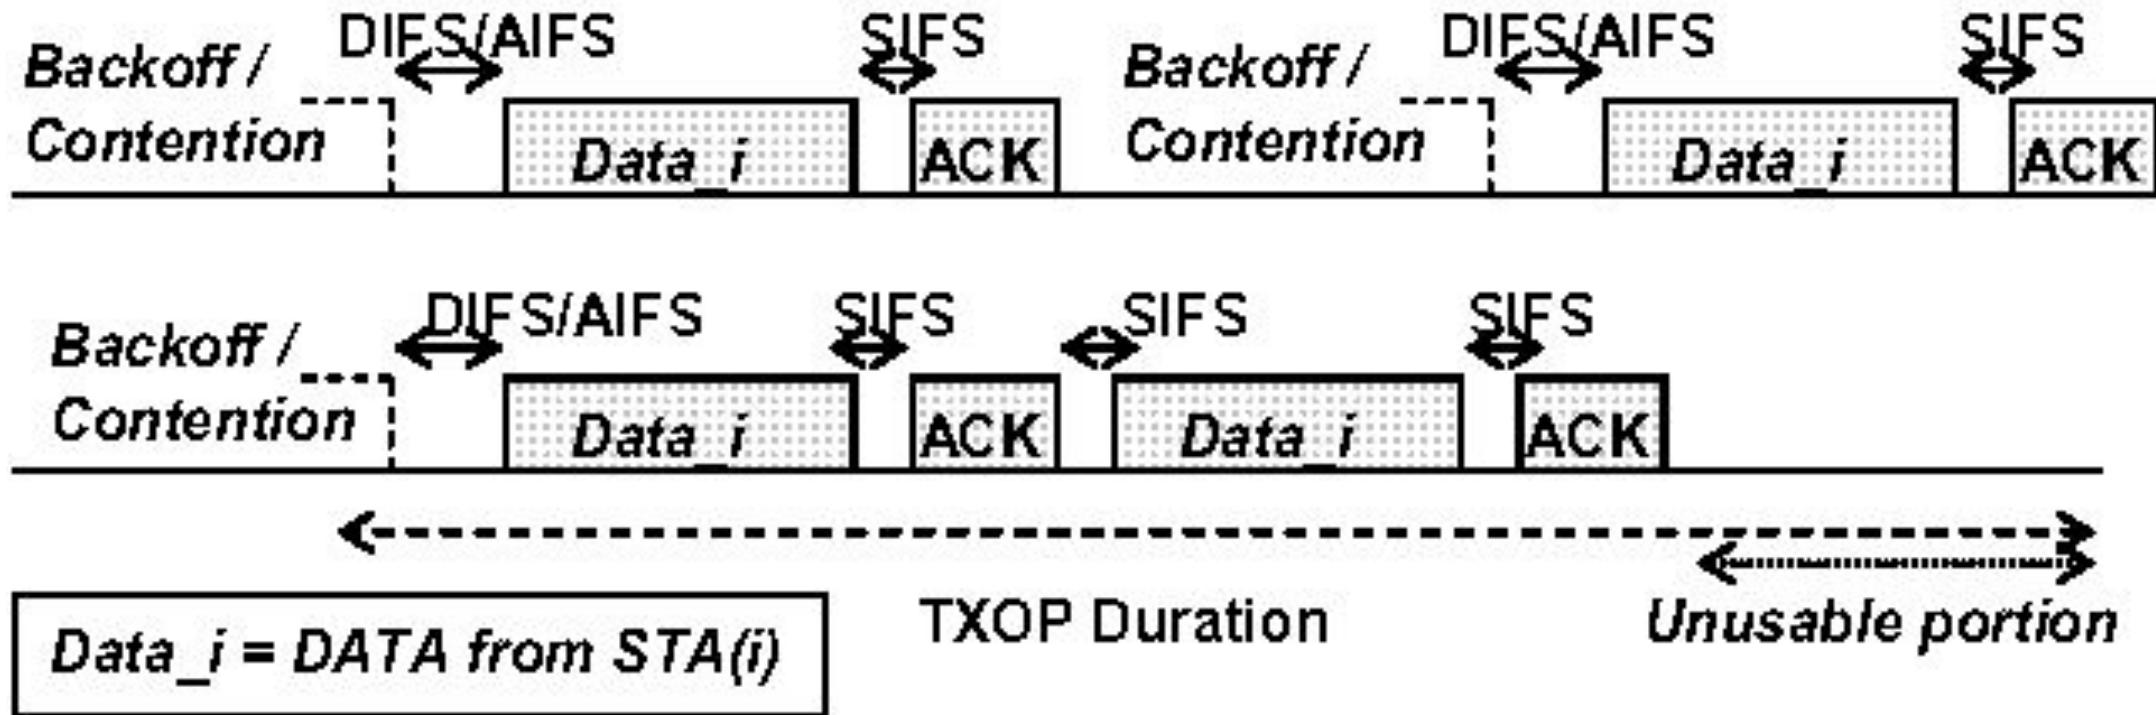 Backoff /
Contention
DIFS/AIFS
SIFS
Data_i
ACK
Backoff /
Contention
DIFS/AIFS
SIFS
Data_i
ACK
Backoff /
Contention
DIFS/AIFS
SIFS
SIFS
SIFS
Data_i
ACK
Data_i
ACK
TXOP Duration
Unusable portion
Data_i = DATA from STA(i)